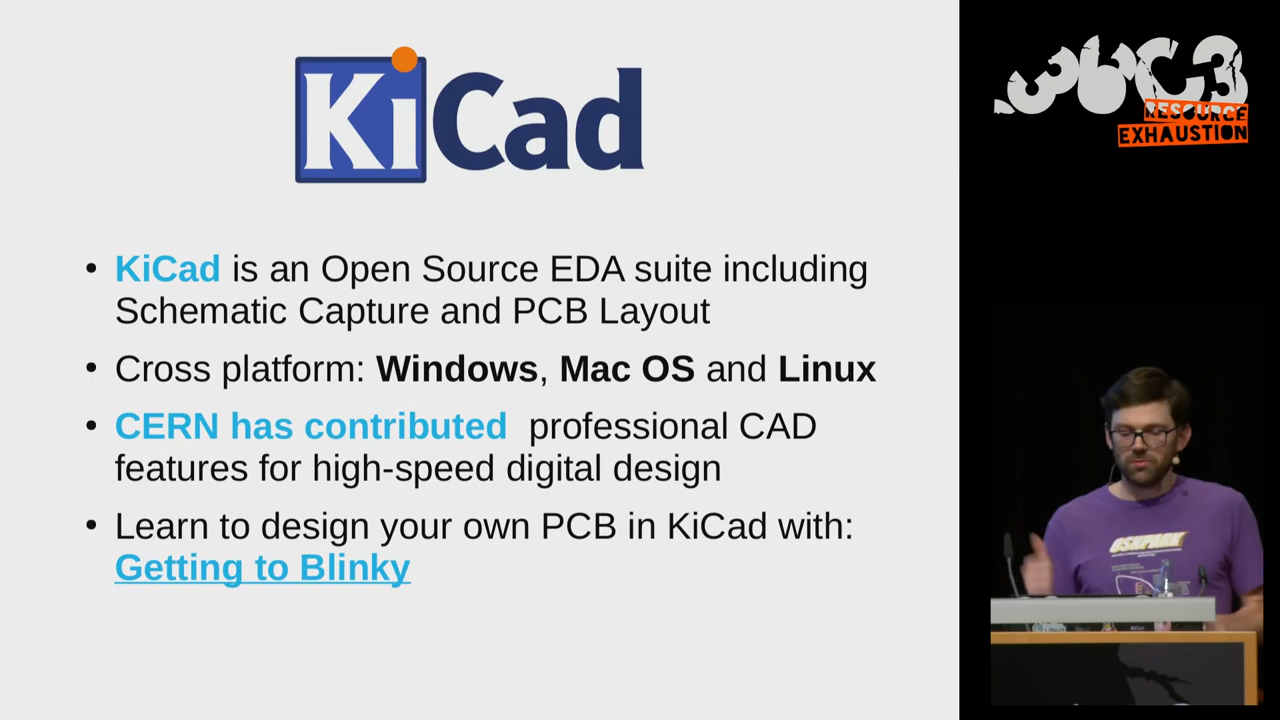 KiCad
• KiCad is an Open Source EDA suite including
Schematic Capture and PCB Layout
• Cross platform: Windows, Mac OS and Linux
• CERN has contributed professional CAD
features for high-speed digital design
• Learn to design your own PCB in KiCad with:
Getting to Blinky
36C3
RESOURCE
EXHAUSTION
OSHPARK